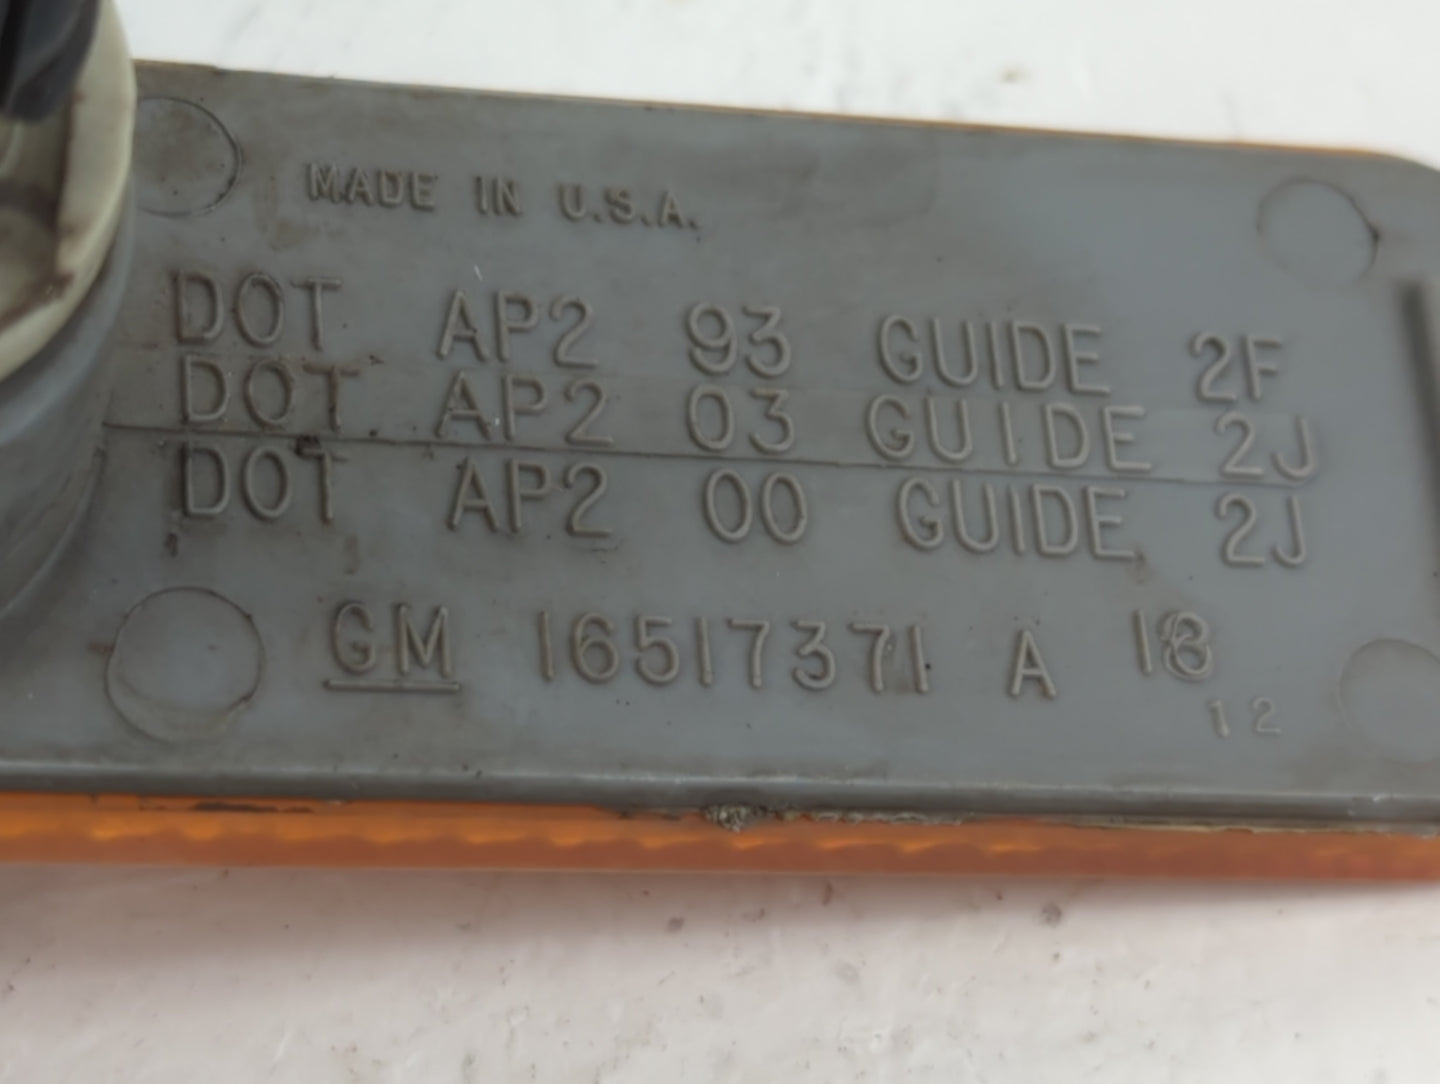 MADE IN U.S.A.
DOT AP2 93 GUIDE 2F
DOT AP2 03 GUIDE 2J
DOT AP2 00 GUIDE 2J
GM 16517371 A
12